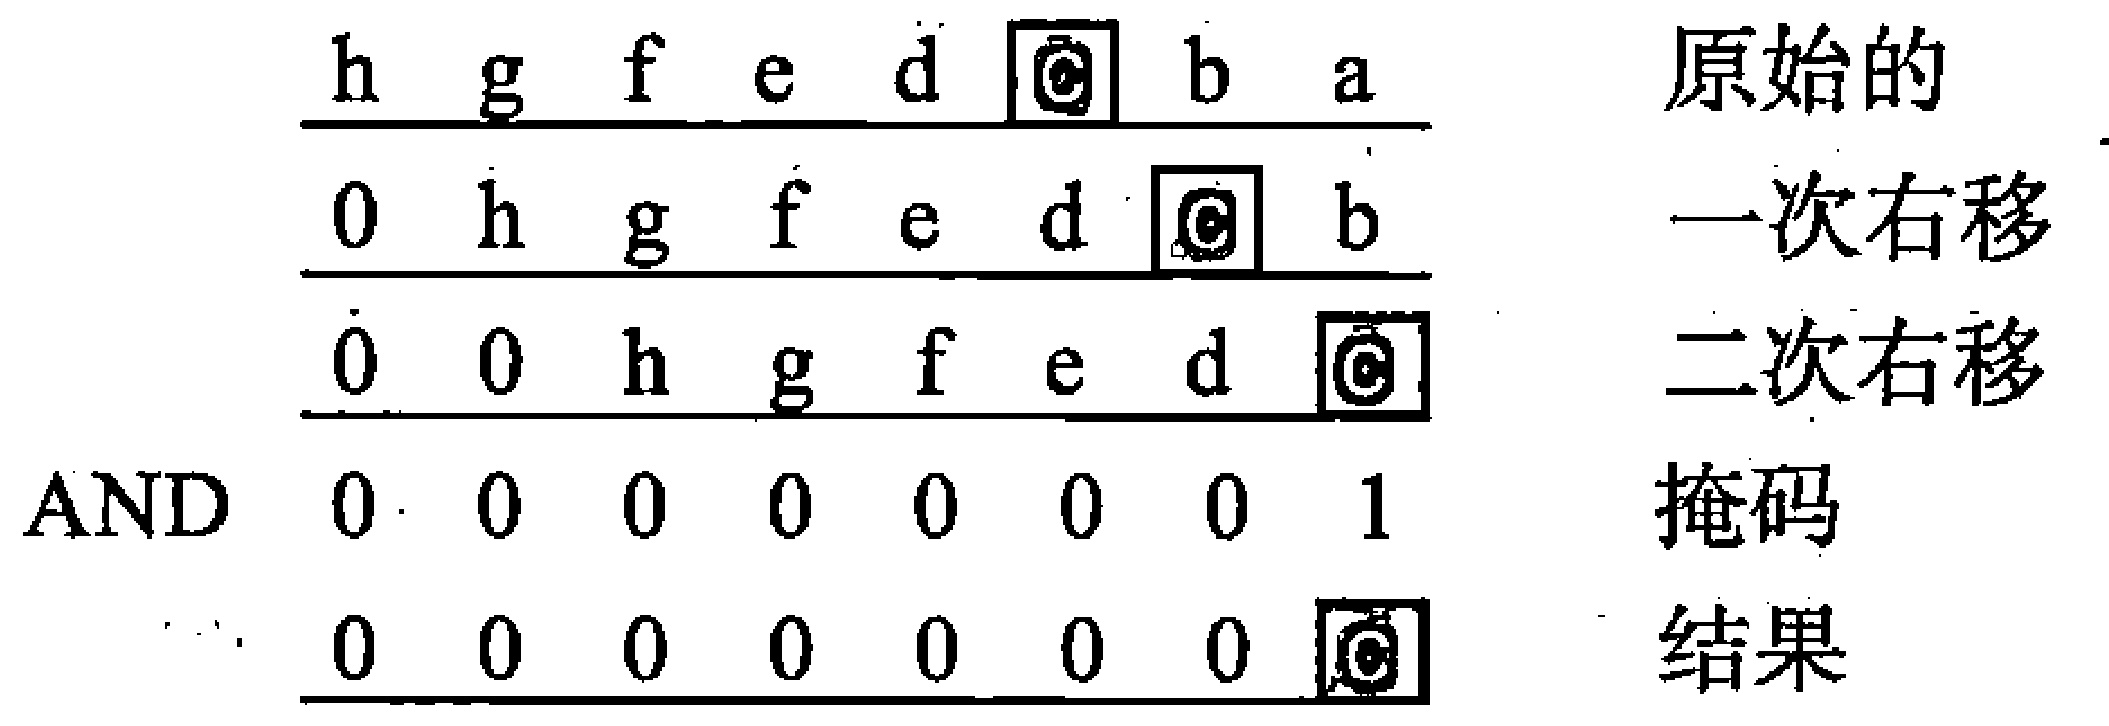 h g f e d c b a 原始的
0 h g f e d c b 一次右移
0 0 h g f e d c 二次右移
AND 0 0 0 0 0 0 0 1 掩码
0 0 0 0 0 0 0 c 结果